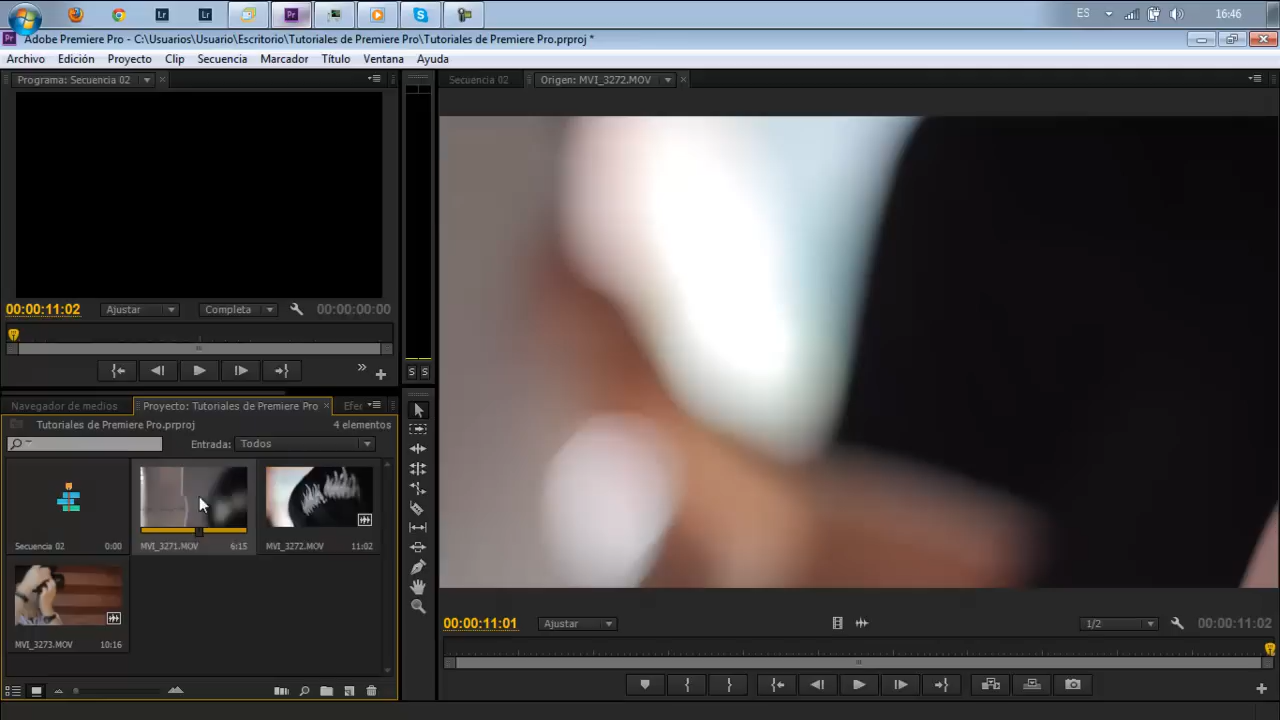 ES 16:46
Adobe Premiere Pro - C:\Usuarios\Usuario\Escritorio\Tutoriales de Premiere Pro\Tutoriales de Premiere Pro.prproj *
Archivo Edición Proyecto Clip Secuencia Marcador Título Ventana Ayuda
Programa: Secuencia 02
Secuencia 02 Origen: MVI_3272.MOV
00:00:11:02 Ajustar Completa 00:00:00:00
S S
Navegador de medios Proyecto: Tutoriales de Premiere Pro Efe
Tutoriales de Premiere Pro.prproj 4 elementos
Entrada: Todos
Secuencia 02 0:00
MVI_3271.MOV 6:15
MVI_3272.MOV 11:02
MVI_3273.MOV 10:16
00:00:11:01 Ajustar 1/2 00:00:11:02